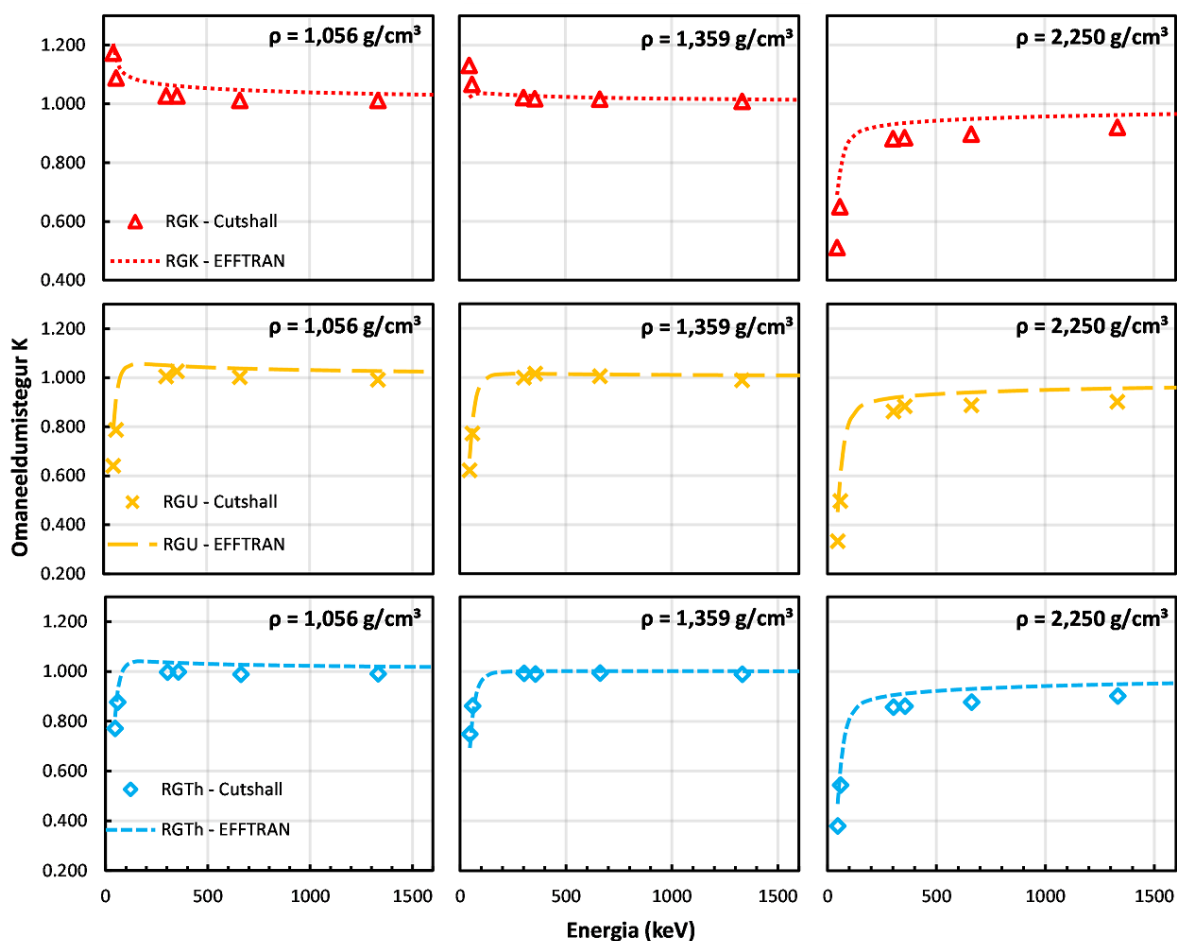 ρ = 1,056 g/cm³
ρ = 1,359 g/cm³
ρ = 2,250 g/cm³
1.200
1.000
0.800
0.600
0.400
RGK - Cutshall
RGK - EFFTRAN
Omaneeldumistegur K
ρ = 1,056 g/cm³
ρ = 1,359 g/cm³
ρ = 2,250 g/cm³
1.200
1.000
0.800
0.600
0.400
0.200
RGU - Cutshall
RGU - EFFTRAN
ρ = 1,056 g/cm³
ρ = 1,359 g/cm³
ρ = 2,250 g/cm³
1.200
1.000
0.800
0.600
0.400
0.200
RGTh - Cutshall
RGTh - EFFTRAN
0 500 1000 1500
0 500 1000 1500
0 500 1000 1500
Energia (keV)